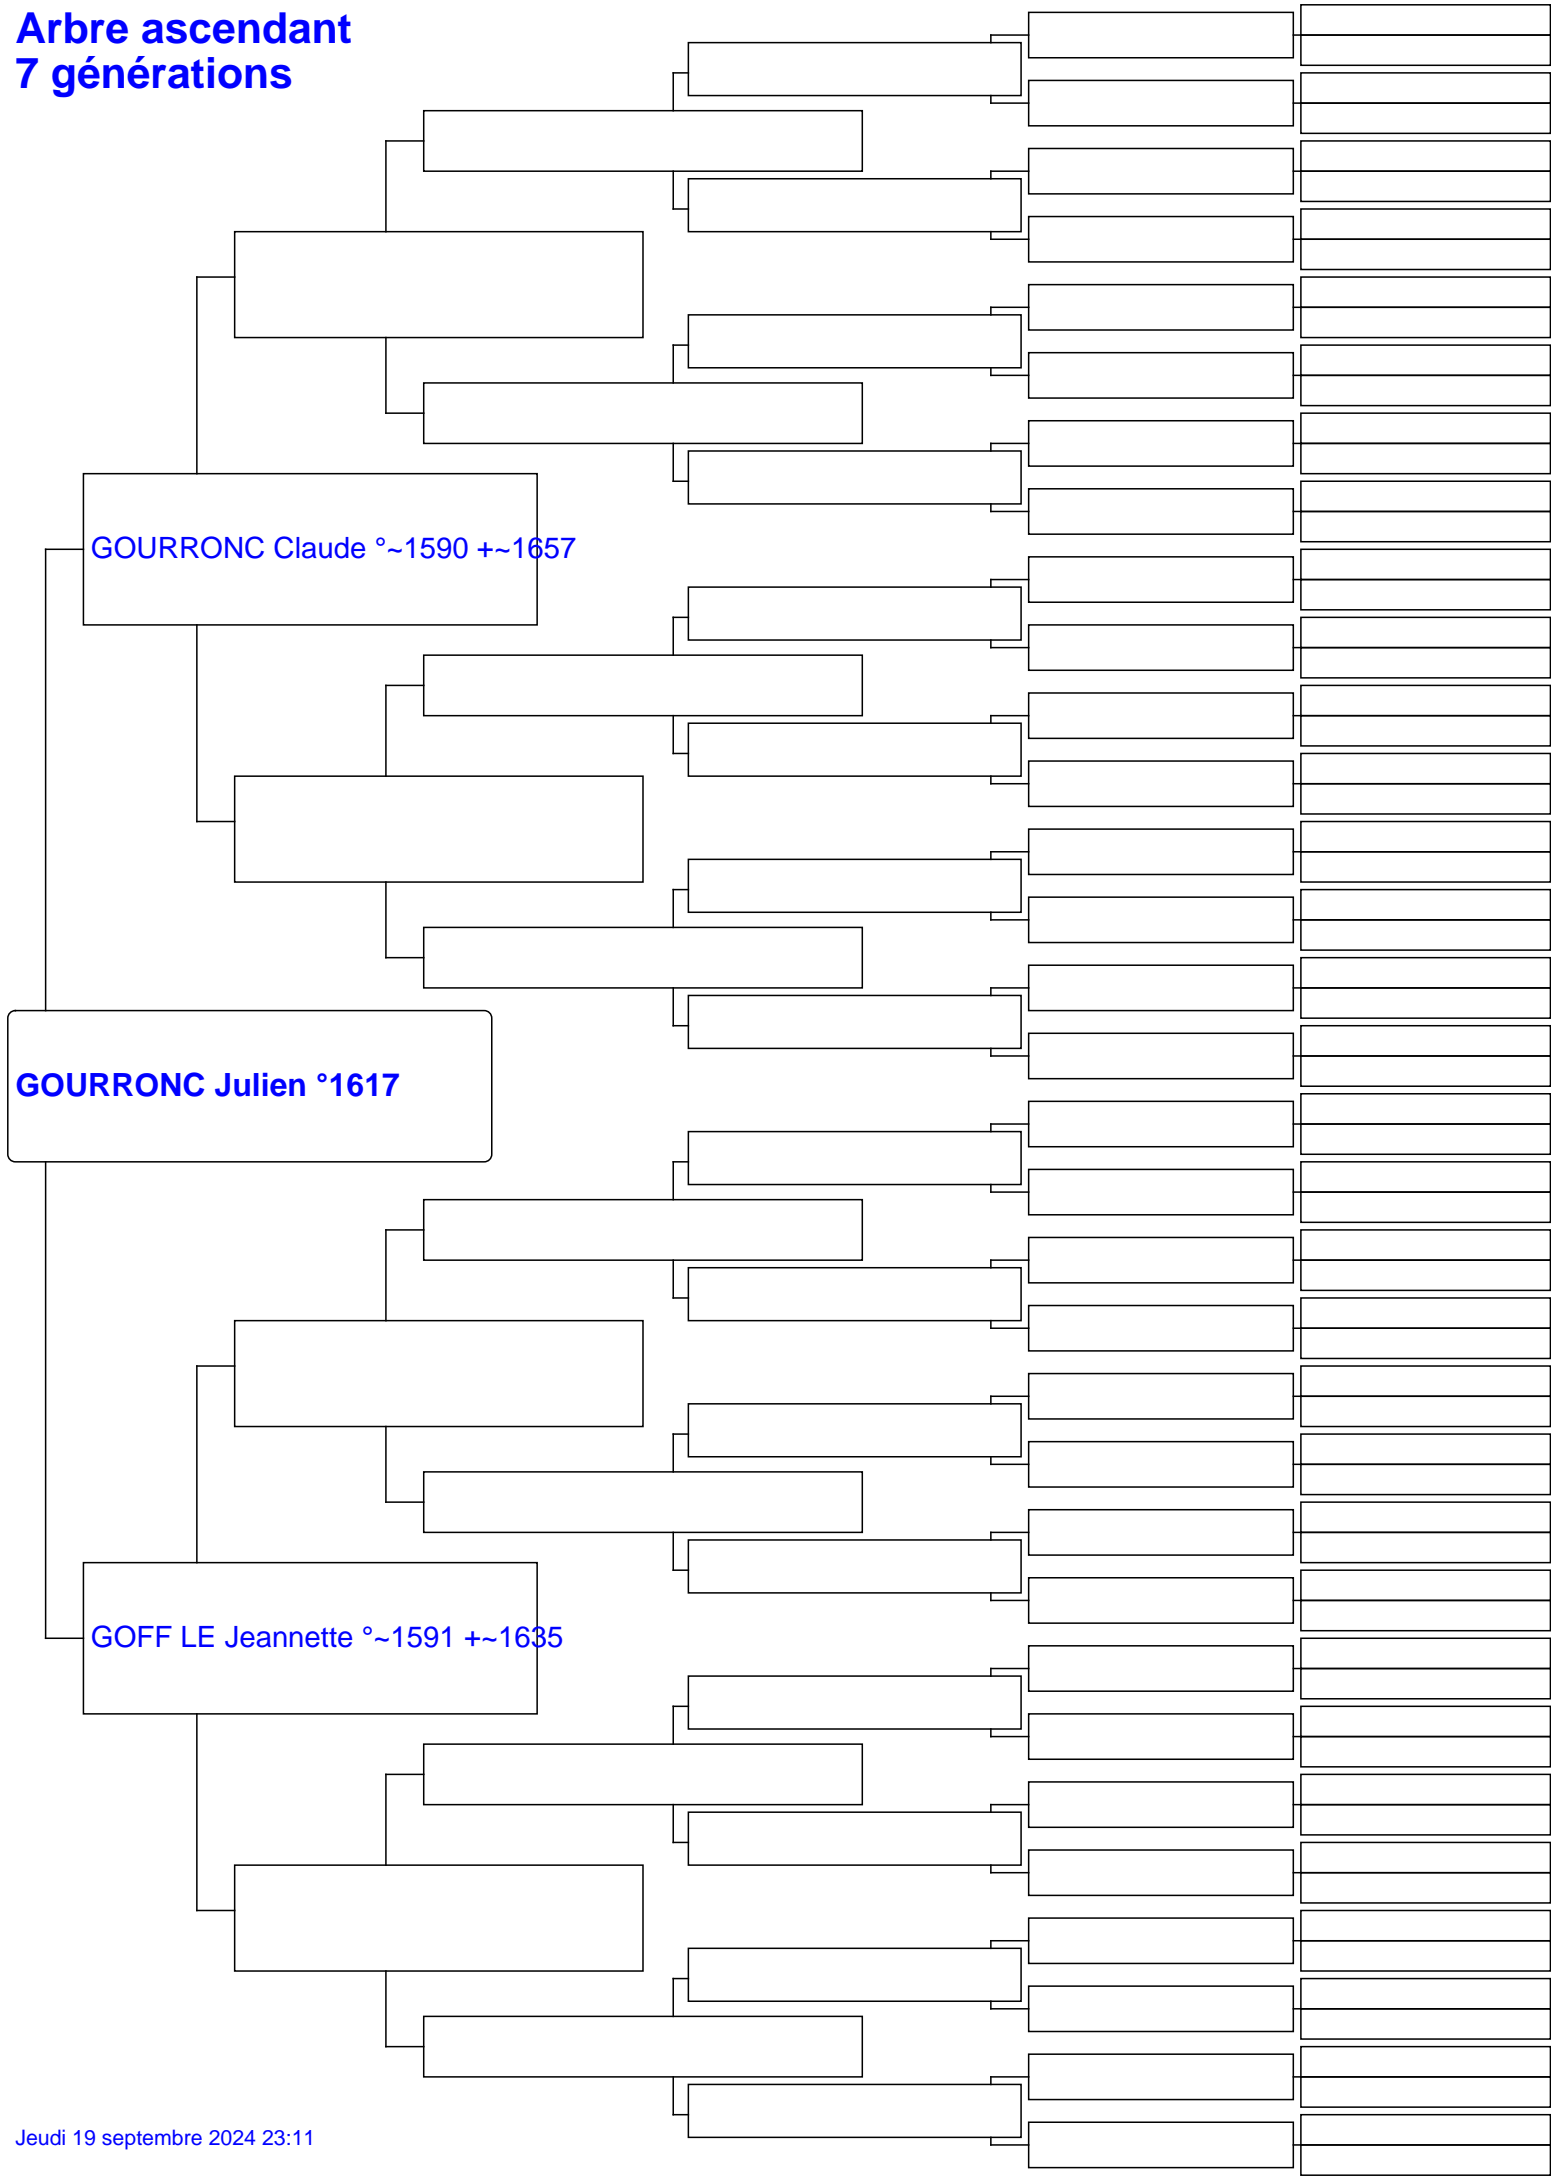 Arbre ascendant
7 générations
GOURRONC Claude °~1590 +~1657
GOURRONC Julien °1617
GOFF LE Jeannette °~1591 +~1635
Jeudi 19 septembre 2024 23:11